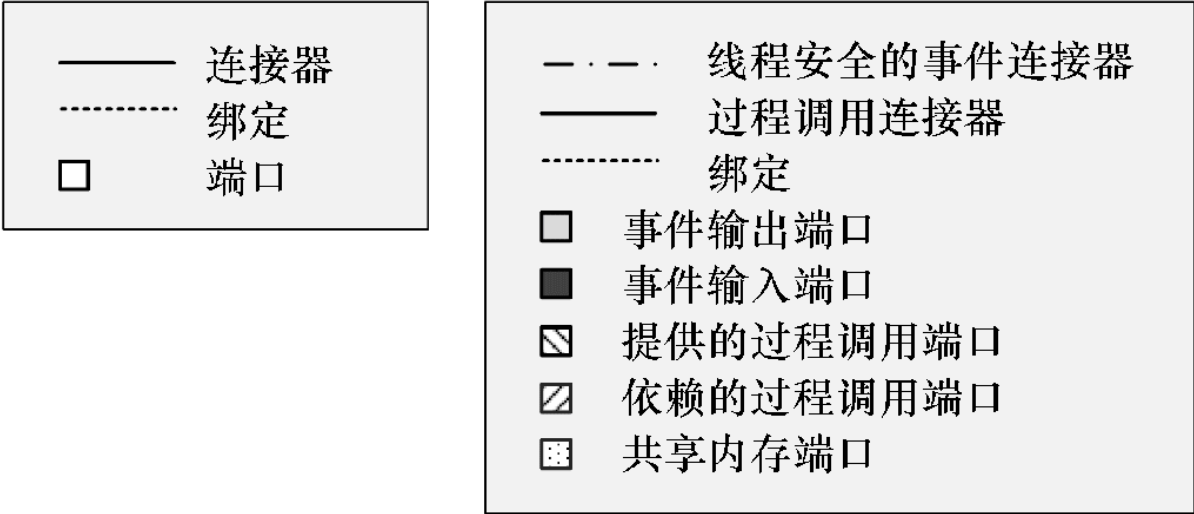 连接器
绑定
端口
线程安全的事件连接器
过程调用连接器
绑定
事件输出端口
事件输入端口
提供的过程调用端口
依赖的过程调用端口
共享内存端口